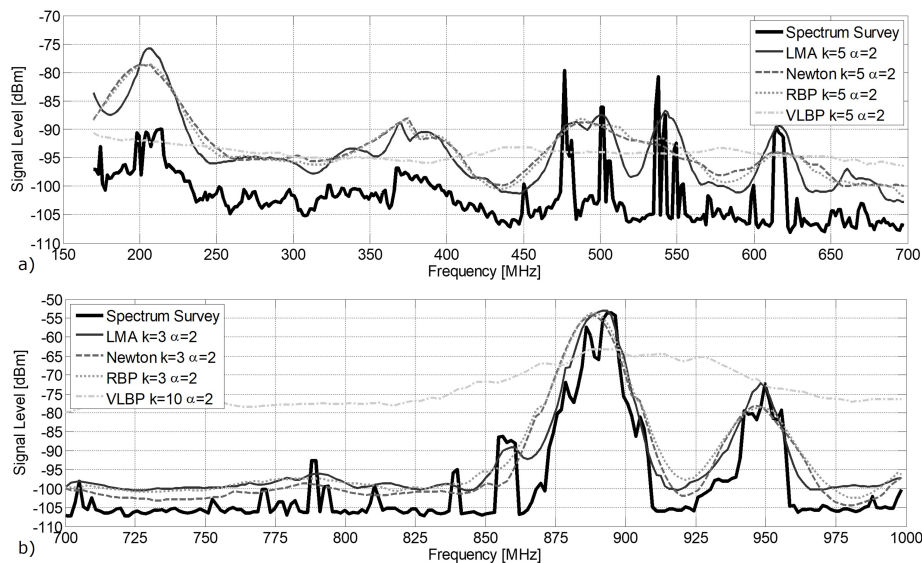 -70
-75
-80
-85
-90
-95
-100
-105
-110
Signal Level [dBm]
Spectrum Survey
LMA k=5 α=2
Newton k=5 α=2
RBP k=5 α=2
VLBP k=5 α=2
150 200 250 300 350 400 450 500 550 600 650 700
Frequency [MHz]
a)
-50
-55
-60
-65
-70
-75
-80
-85
-90
-95
-100
-105
-110
Signal Level [dBm]
Spectrum Survey
LMA k=3 α=2
Newton k=3 α=2
RBP k=3 α=2
VLBP k=10 α=2
700 725 750 775 800 825 850 875 900 925 950 975 1000
Frequency [MHz]
b)